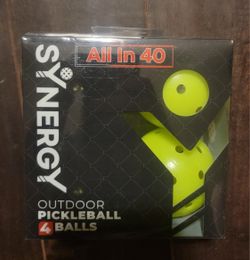 All in 40
SYNERGY
OUTDOOR
PICKLEBALL
4 BALLS